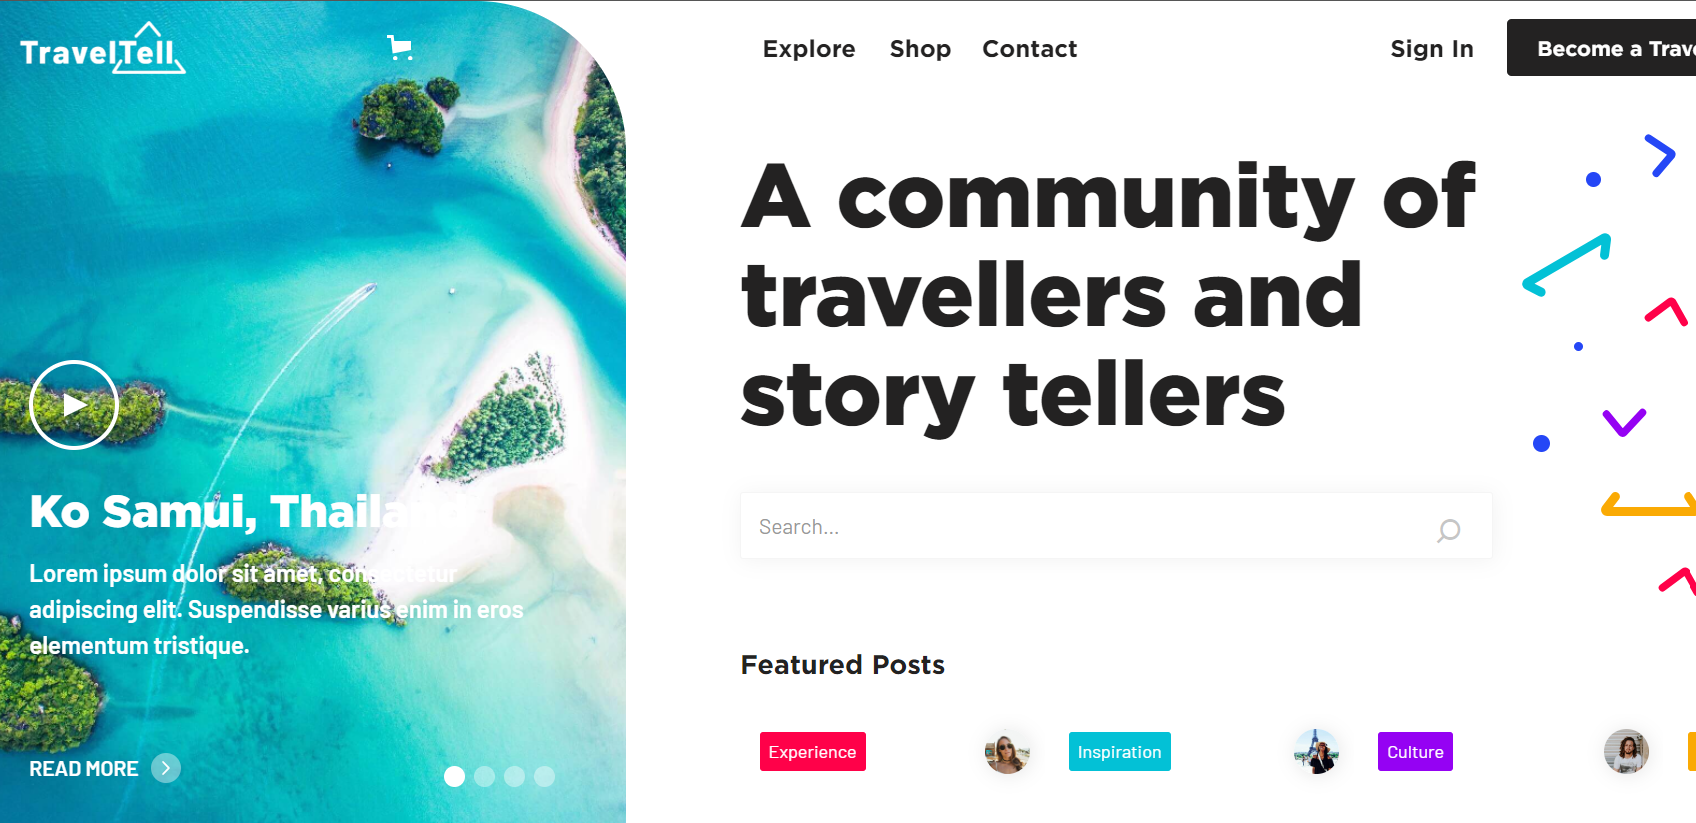 TravelTell
Explore Shop Contact
Sign In
Become a Trav
A community of
travellers and
story tellers
Search...
Ko Samui, Thailand
Lorem ipsum dolor sit amet, consectetur
adipiscing elit. Suspendisse varius enim in eros
elementum tristique.
READ MORE
Featured Posts
Experience
Inspiration
Culture